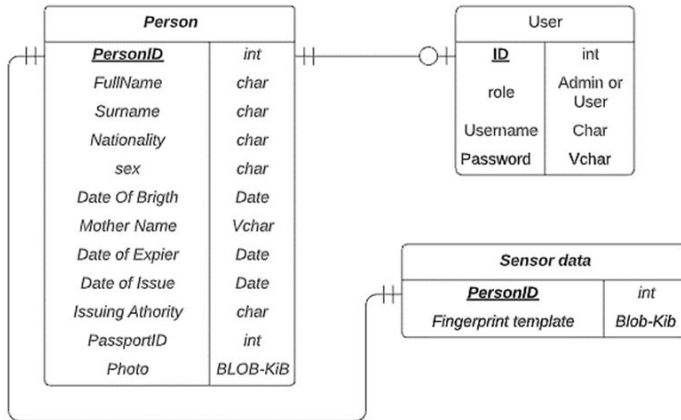 Person
PersonID int
FullName char
Surname char
Nationality char
sex char
Date Of Brigth Date
Mother Name Vchar
Date of Expier Date
Date of Issue Date
Issuing Athority char
PassportID int
Photo BLOB-KiB
User
ID int
role Admin or
User
Username Char
Password Vchar
Sensor data
PersonID int
Fingerprint template Blob-Kib